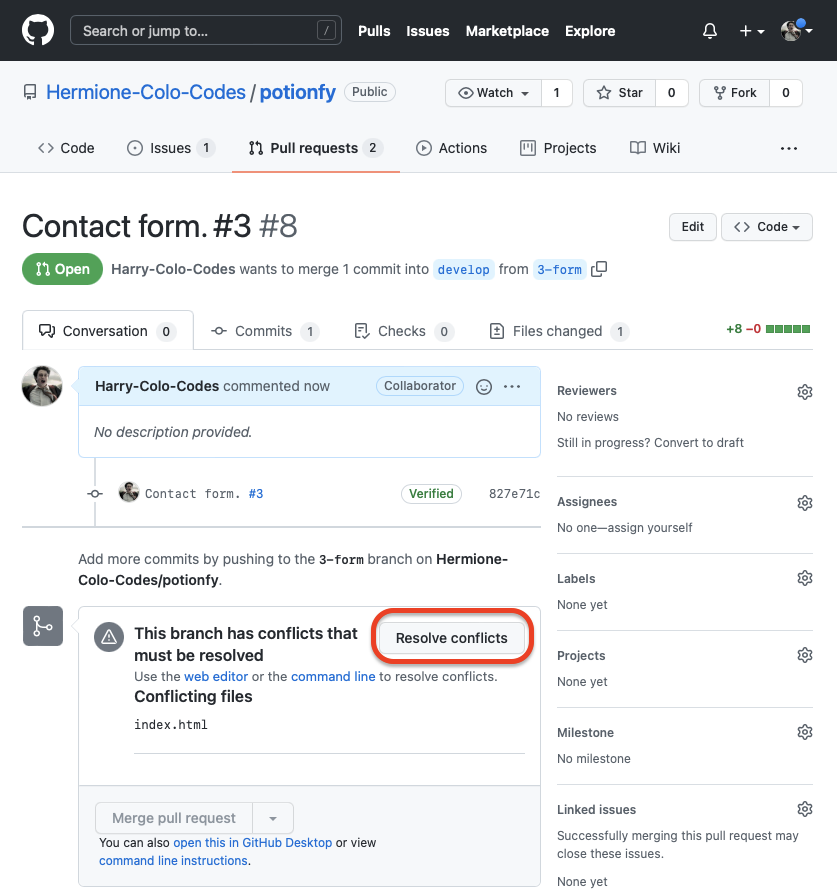 Search or jump to… /
Pulls Issues Marketplace Explore
Hermione-Colo-Codes / potionfy Public
Watch 1 Star 0 Fork 0
Code Issues 1 Pull requests 2 Actions Projects Wiki
Contact form. #3 #8
Edit Code
Open Harry-Colo-Codes wants to merge 1 commit into develop from 3-form
Conversation 0 Commits 1 Checks 0 Files changed 1 +8 −0
Harry-Colo-Codes commented now Collaborator
No description provided.
Contact form. #3 Verified 827e71c
Add more commits by pushing to the 3-form branch on Hermione-
Colo-Codes/potionfy.
This branch has conflicts that
must be resolved
Resolve conflicts
Use the web editor or the command line to resolve conflicts.
Conflicting files
index.html
Merge pull request
You can also open this in GitHub Desktop or view
command line instructions.
Reviewers
No reviews
Still in progress? Convert to draft
Assignees
No one—assign yourself
Labels
None yet
Projects
None yet
Milestone
No milestone
Linked issues
Successfully merging this pull request may
close these issues.
None yet